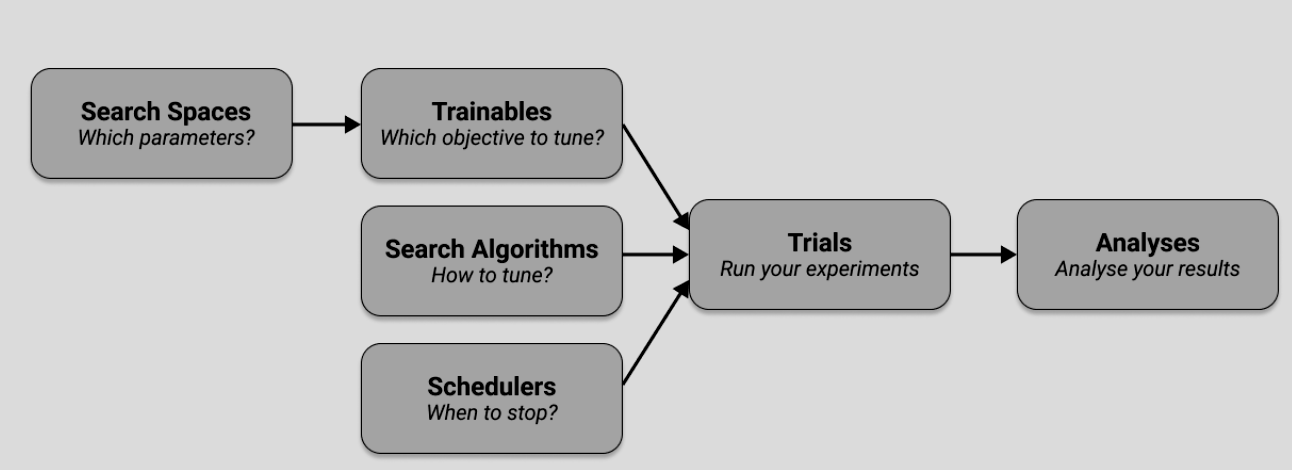 Search Spaces
Which parameters?
Trainables
Which objective to tune?
Search Algorithms
How to tune?
Schedulers
When to stop?
Trials
Run your experiments
Analyses
Analyse your results